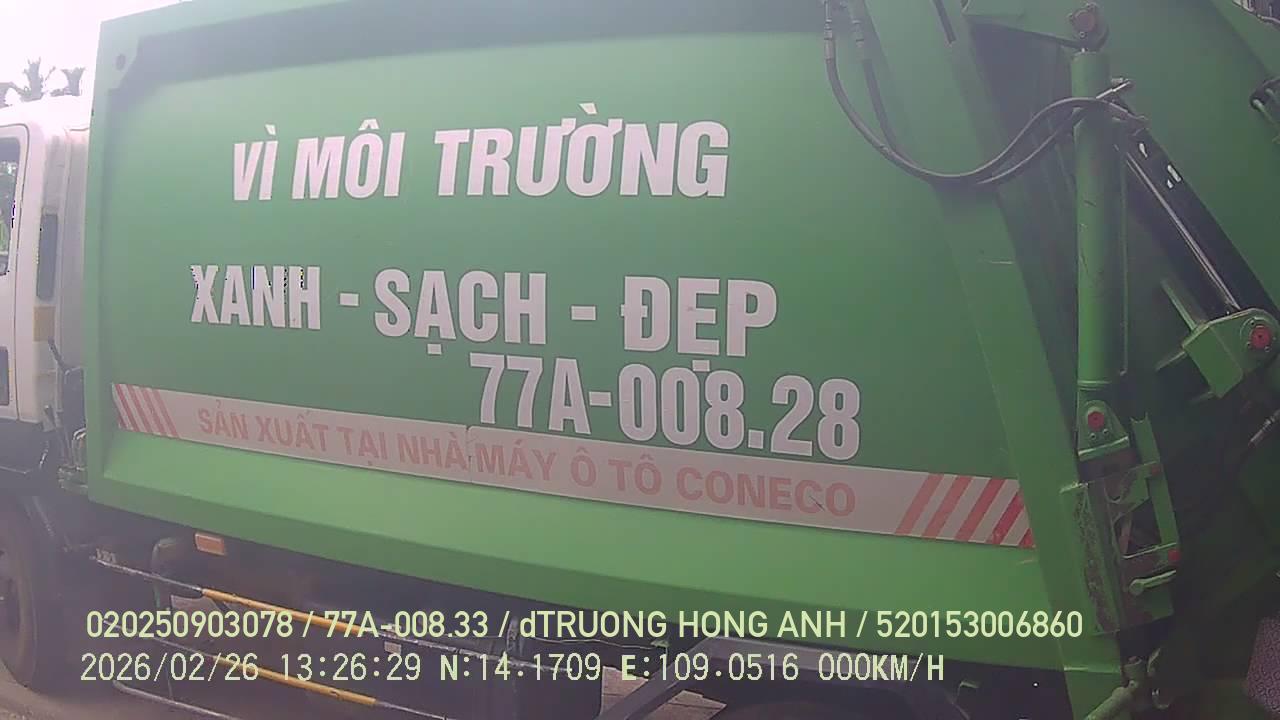 VÌ MÔI TRƯỜNG
XANH - SẠCH - ĐẸP
77A-008.28
SẢN XUẤT TẠI NHÀ MÁY Ô TÔ CONECO
020250903078 / 77A-008.33 / dTRUONG HONG ANH / 520153006860
2026/02/26 13:26:29 N:14.1709 E:109.0516 000KM/H